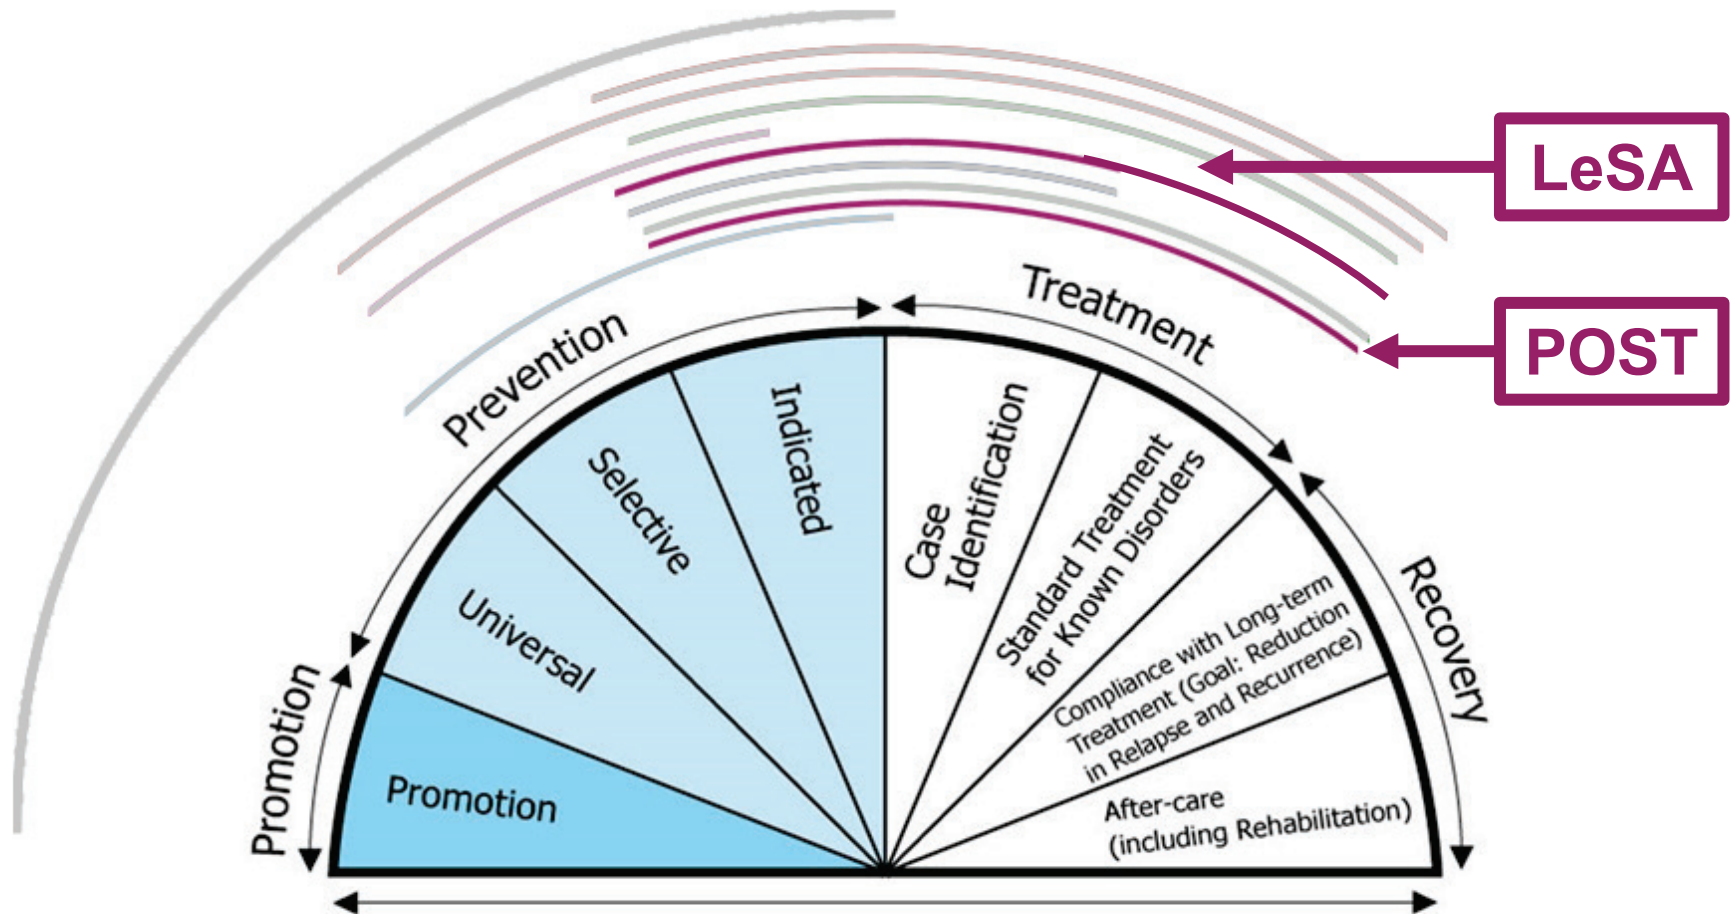 LeSA
POST
Promotion
Prevention
Treatment
Recovery
Promotion
Universal
Selective
Indicated
Case
Identification
Standard Treatment
for Known Disorders
Compliance with Long-term
Treatment (Goal: Reduction
in Relapse and Recurrence)
After-care
(including Rehabilitation)